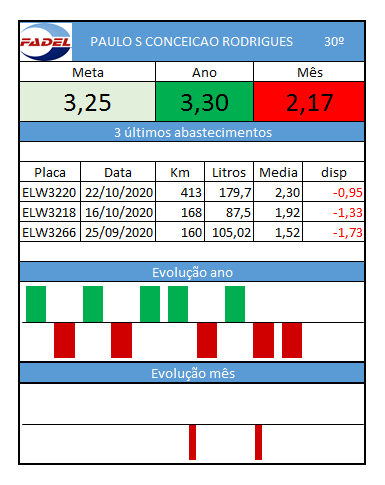 FADEL PAULO S CONCEICAO RODRIGUES 30º
Meta Ano Mês
3,25 3,30 2,17
3 últimos abastecimentos
Placa Data Km Litros Media disp
ELW3220 22/10/2020 413 179,7 2,30 -0,95
ELW3218 16/10/2020 168 87,5 1,92 -1,33
ELW3266 25/09/2020 160 105,02 1,52 -1,73
Evolução ano
Evolução mês